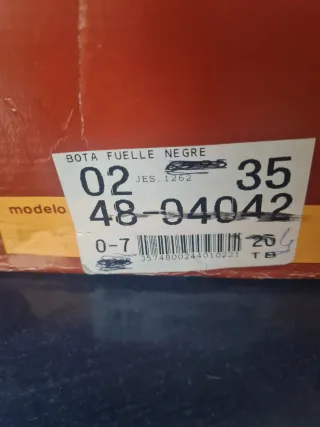 BOTA FUELLE NEGRE
02 JES.1262 35
modelo 48-04042
0-7 20
TB